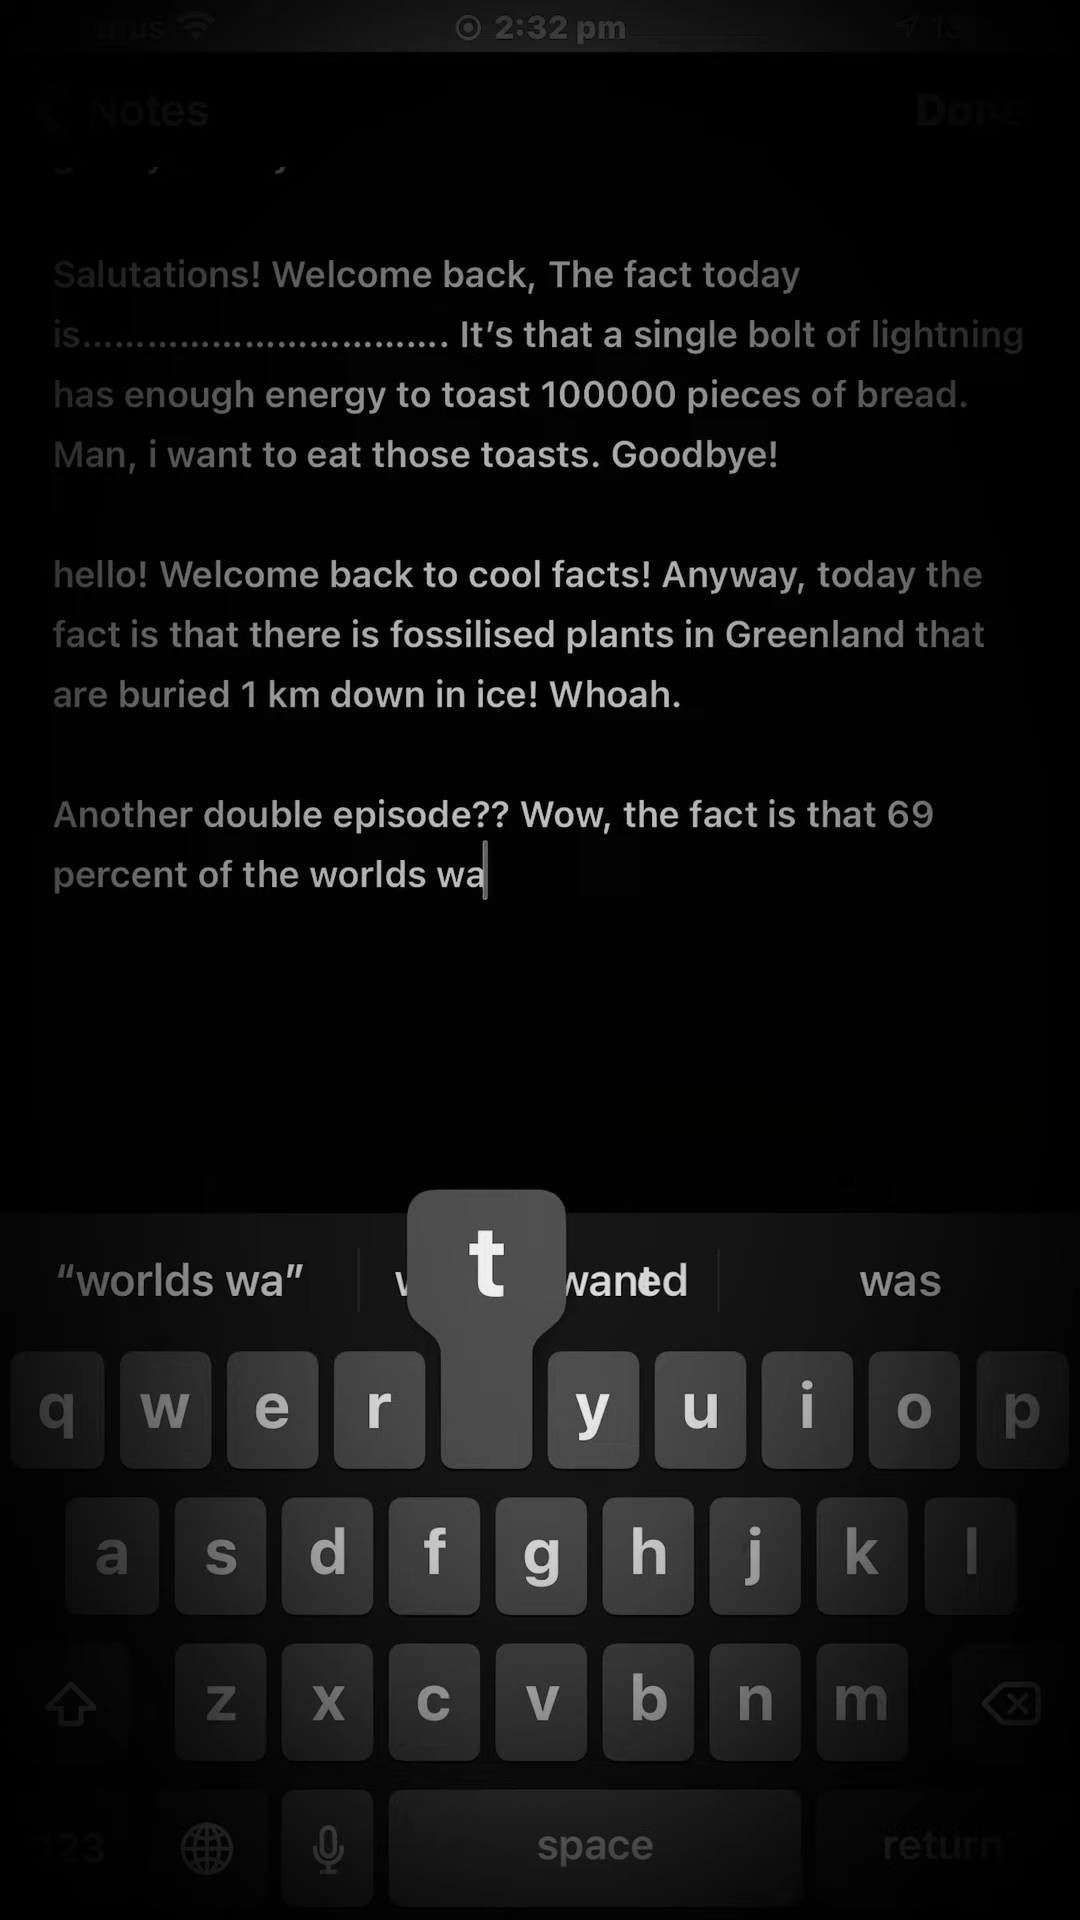 2:32 pm
Notes
Done
Salutations! Welcome back, The fact today
is.................................. It's that a single bolt of lightning
has enough energy to toast 100000 pieces of bread.
Man, i want to eat those toasts. Goodbye!
hello! Welcome back to cool facts! Anyway, today the
fact is that there is fossilised plants in Greenland that
are buried 1 km down in ice! Whoah.
Another double episode?? Wow, the fact is that 69
percent of the worlds wa
t
“worlds wa”
was
q w e r y u i o p
a s d f g h j k l
z x c v b n m
123 space return